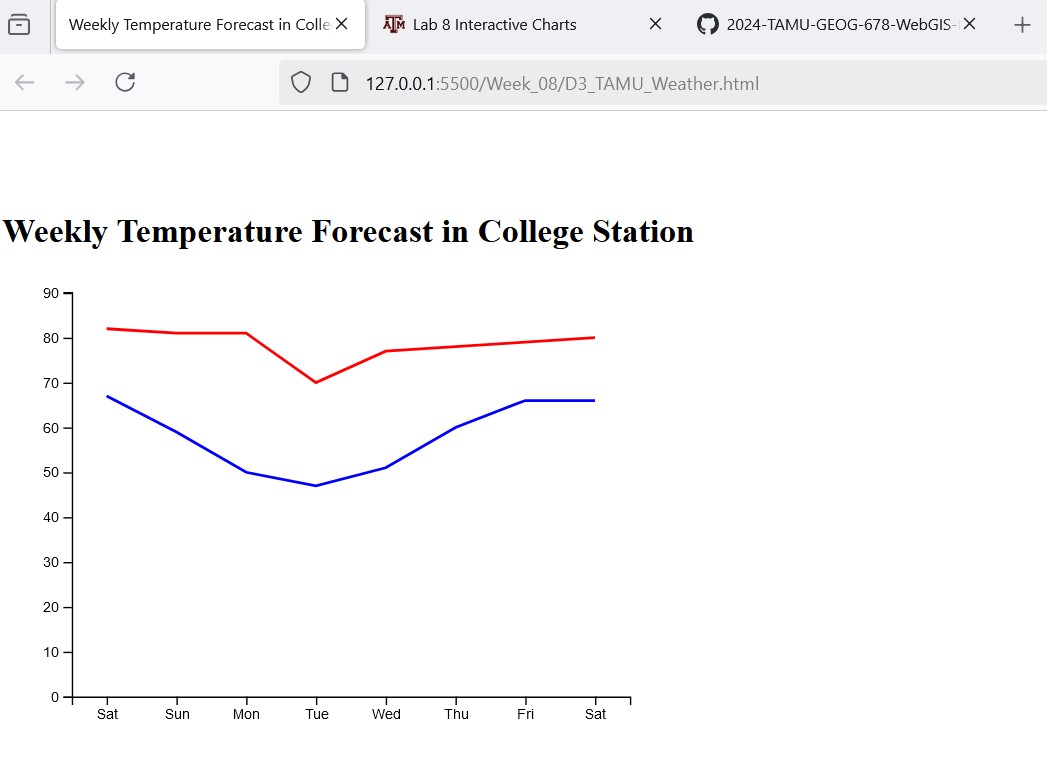 Weekly Temperature Forecast in Colle
Lab 8 Interactive Charts
2024-TAMU-GEOG-678-WebGIS-
127.0.0.1:5500/Week_08/D3_TAMU_Weather.html
Weekly Temperature Forecast in College Station
90
80
70
60
50
40
30
20
10
0
Sat Sun Mon Tue Wed Thu Fri Sat